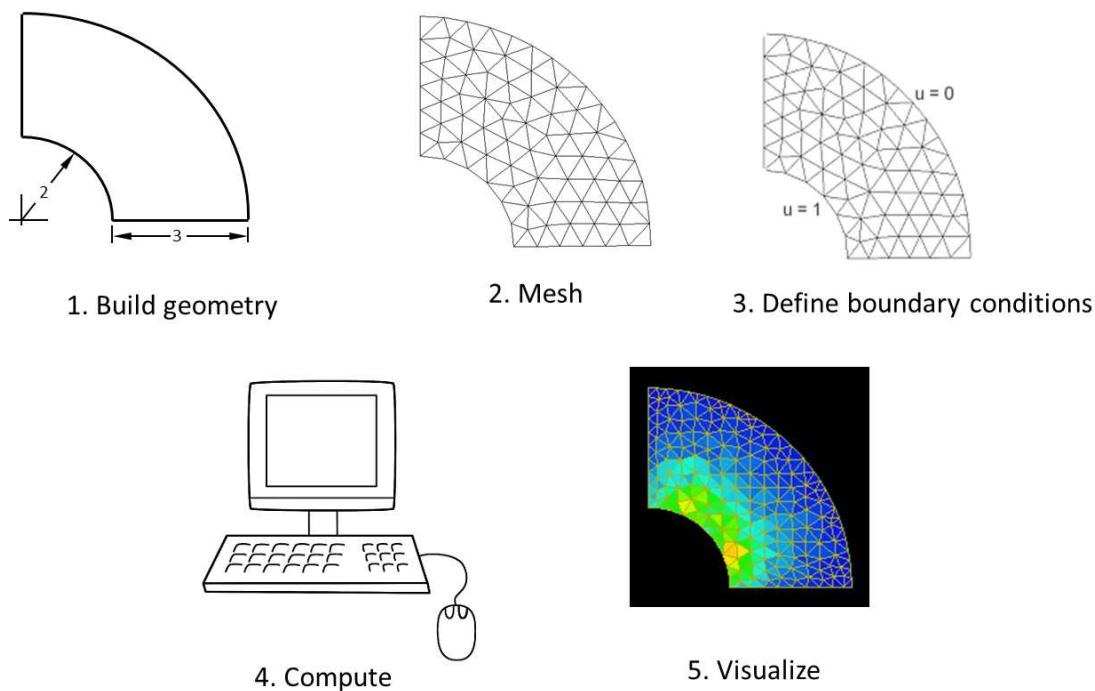 2
3
1. Build geometry
2. Mesh
u = 0
u = 1
3. Define boundary conditions
4. Compute
5. Visualize